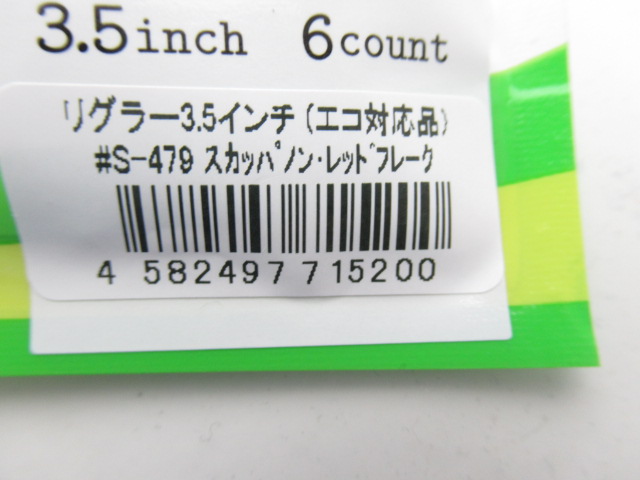 3.5inch 6count
リグラー3.5インチ(エコ対応品)
#S-479 スカッパノン・レッドフレーク
4 582497 715200